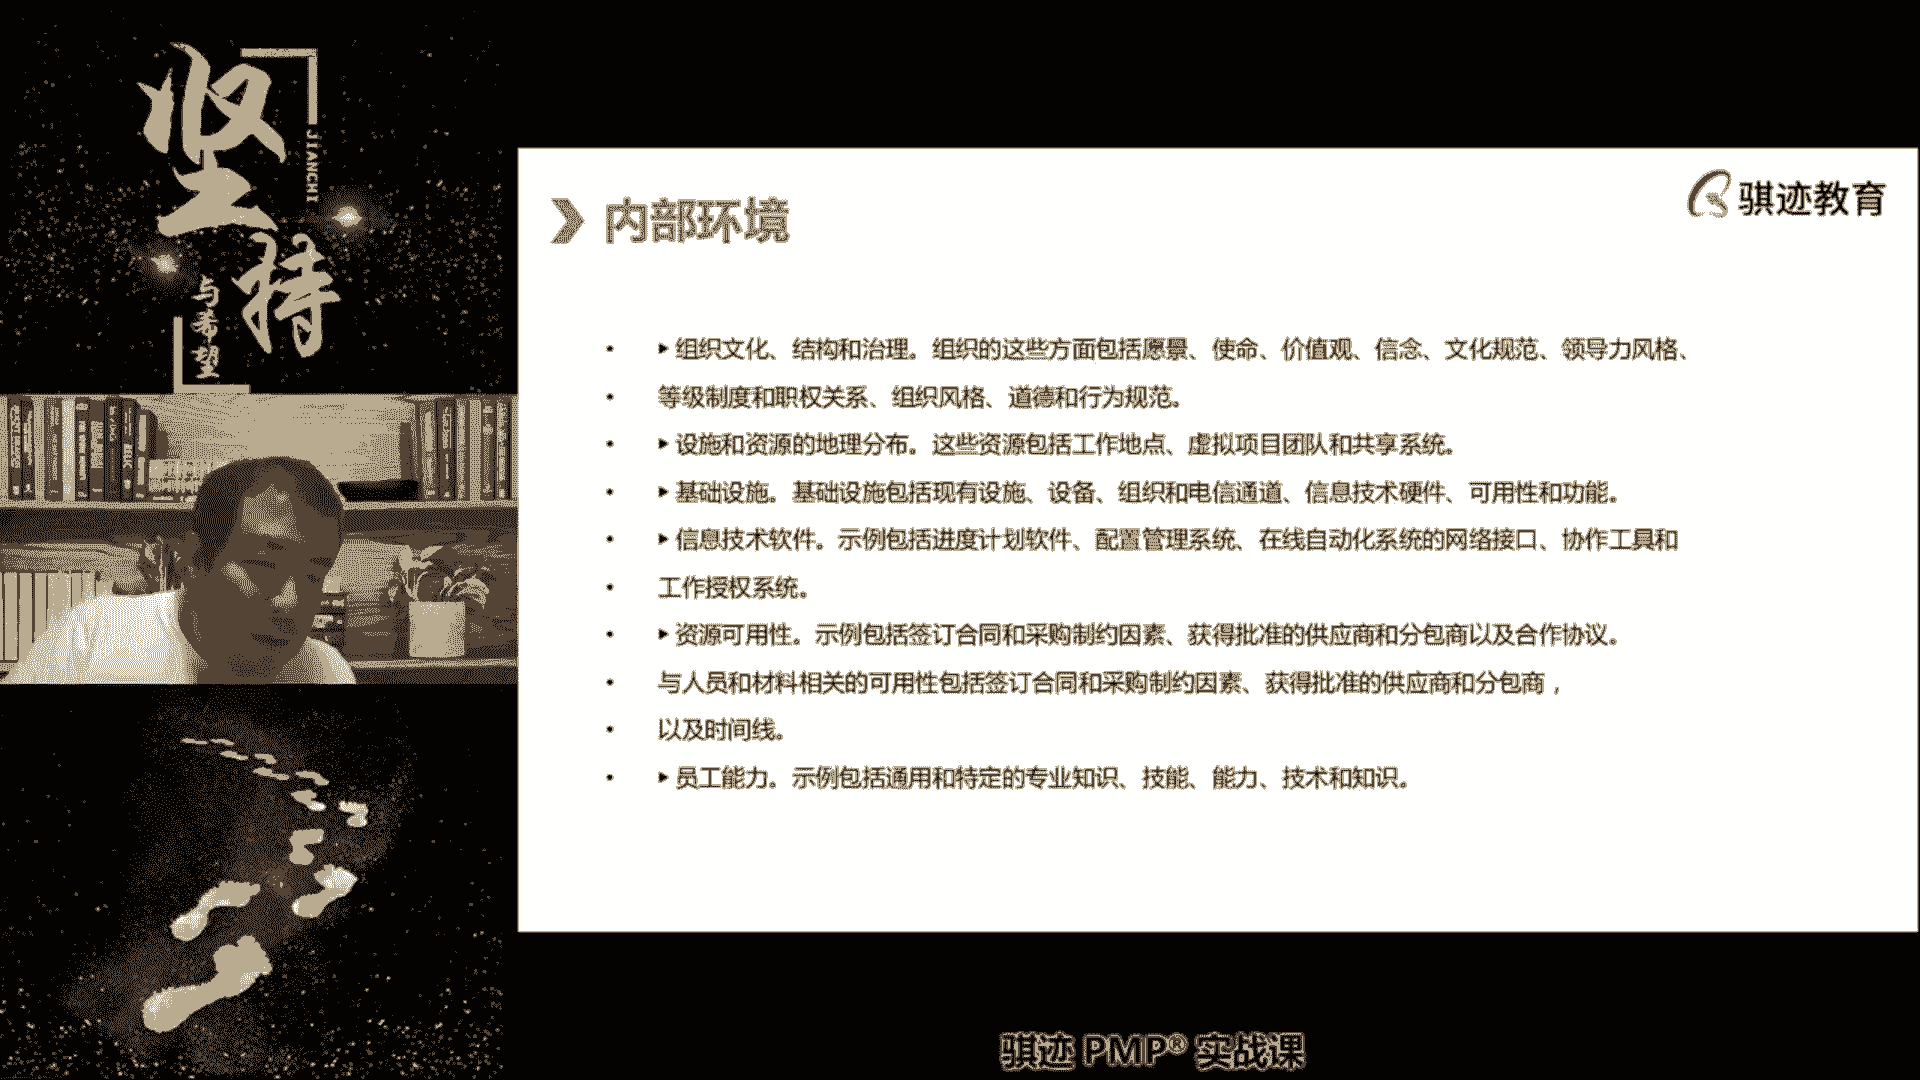 坚持
JIANCHI
与希望
内部环境
骐迹教育
• ▸组织文化、结构和治理。组织的这些方面包括愿景、使命、价值观、信念、文化规范、领导力风格、
• 等级制度和职权关系、组织风格、道德和行为规范。
• ▸设施和资源的地理分布。这些资源包括工作地点、虚拟项目团队和共享系统。
• ▸基础设施。基础设施包括现有设施、设备、组织和电信通道、信息技术硬件、可用性和功能。
• ▸信息技术软件。示例包括进度计划软件、配置管理系统、在线自动化系统的网络接口、协作工具和
• 工作授权系统。
• ▸资源可用性。示例包括签订合同和采购制约因素、获得批准的供应商和分包商以及合作协议。
• 与人员和材料相关的可用性包括签订合同和采购制约因素、获得批准的供应商和分包商，
• 以及时间线。
• ▸员工能力。示例包括通用和特定的专业知识、技能、能力、技术和知识。
骐迹 PMP® 实战课